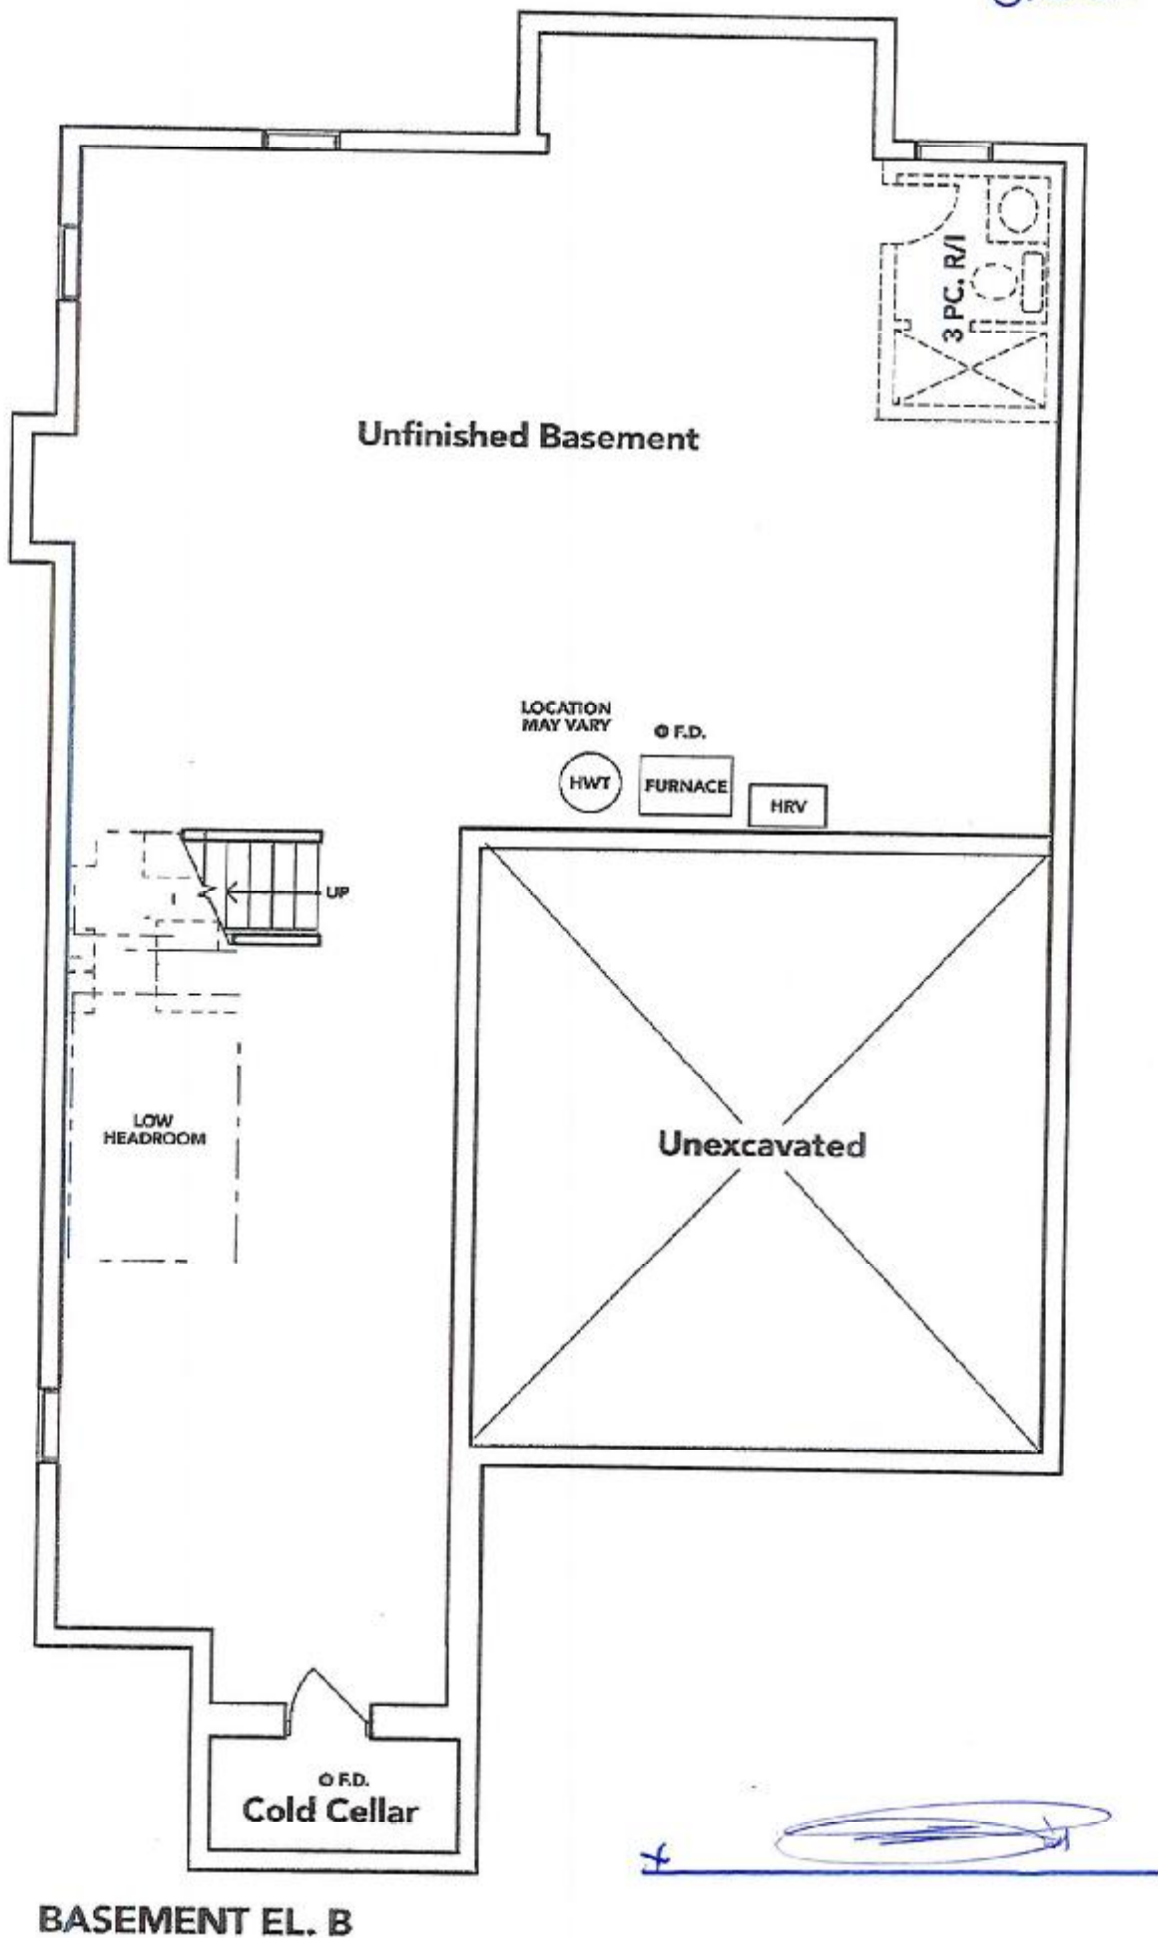 3 PC. R/I
Unfinished Basement
LOCATION
MAY VARY
F.D.
HWT
FURNACE
HRV
UP
LOW
HEADROOM
Unexcavated
F.D.
Cold Cellar
BASEMENT EL. B